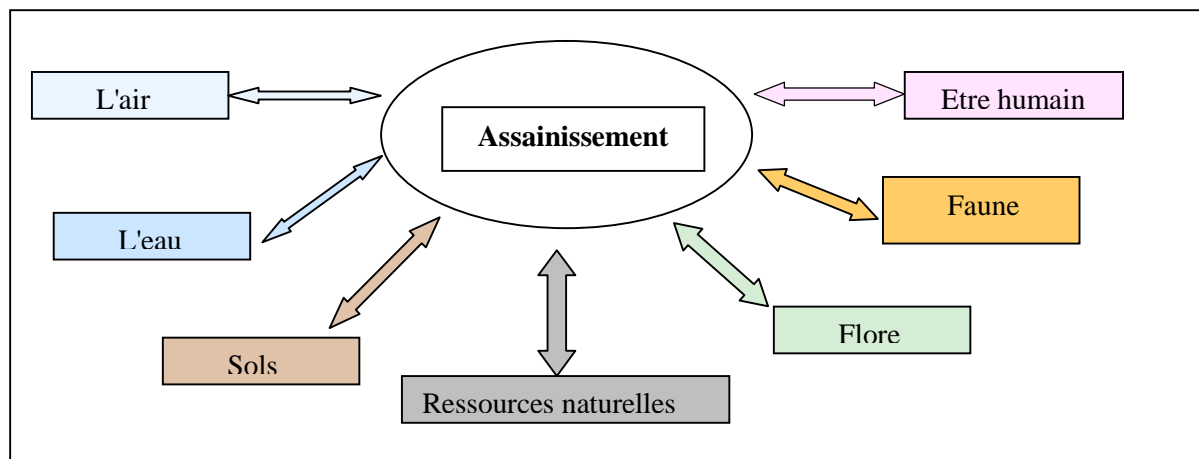 L'air
Etre humain
Assainissement
Faune
L'eau
Flore
Sols
Ressources naturelles